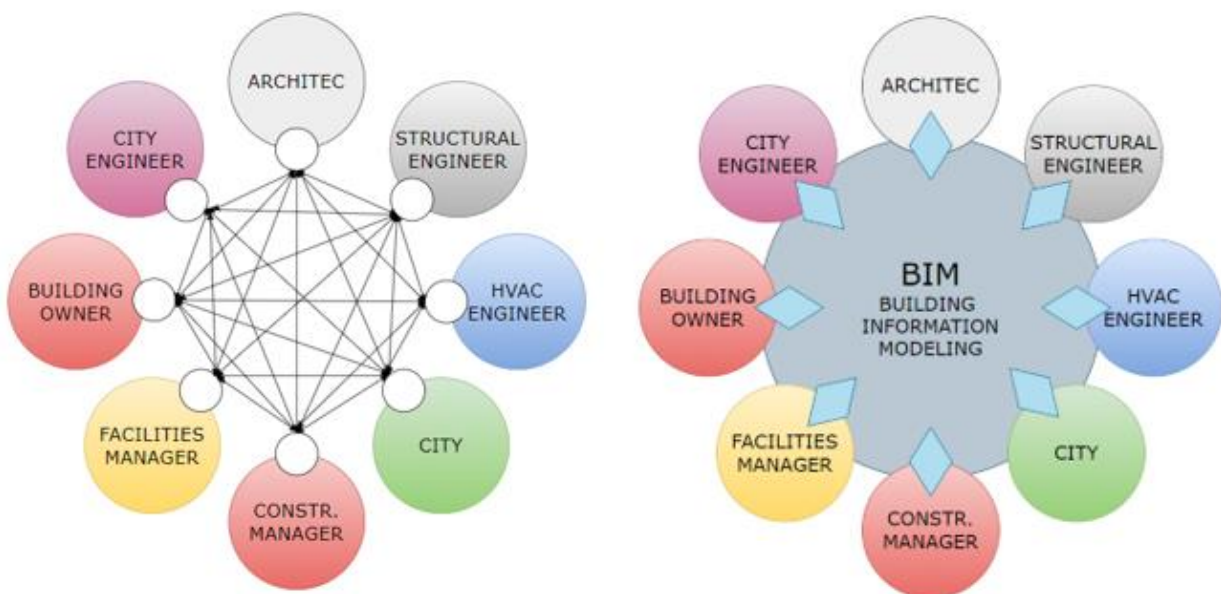 ARCHITEC
CITY
ENGINEER
STRUCTURAL
ENGINEER
BUILDING
OWNER
HVAC
ENGINEER
FACILITIES
MANAGER
CITY
CONSTR.
MANAGER
ARCHITEC
CITY
ENGINEER
STRUCTURAL
ENGINEER
BUILDING
OWNER
BIM
BUILDING
INFORMATION
MODELING
HVAC
ENGINEER
FACILITIES
MANAGER
CITY
CONSTR.
MANAGER